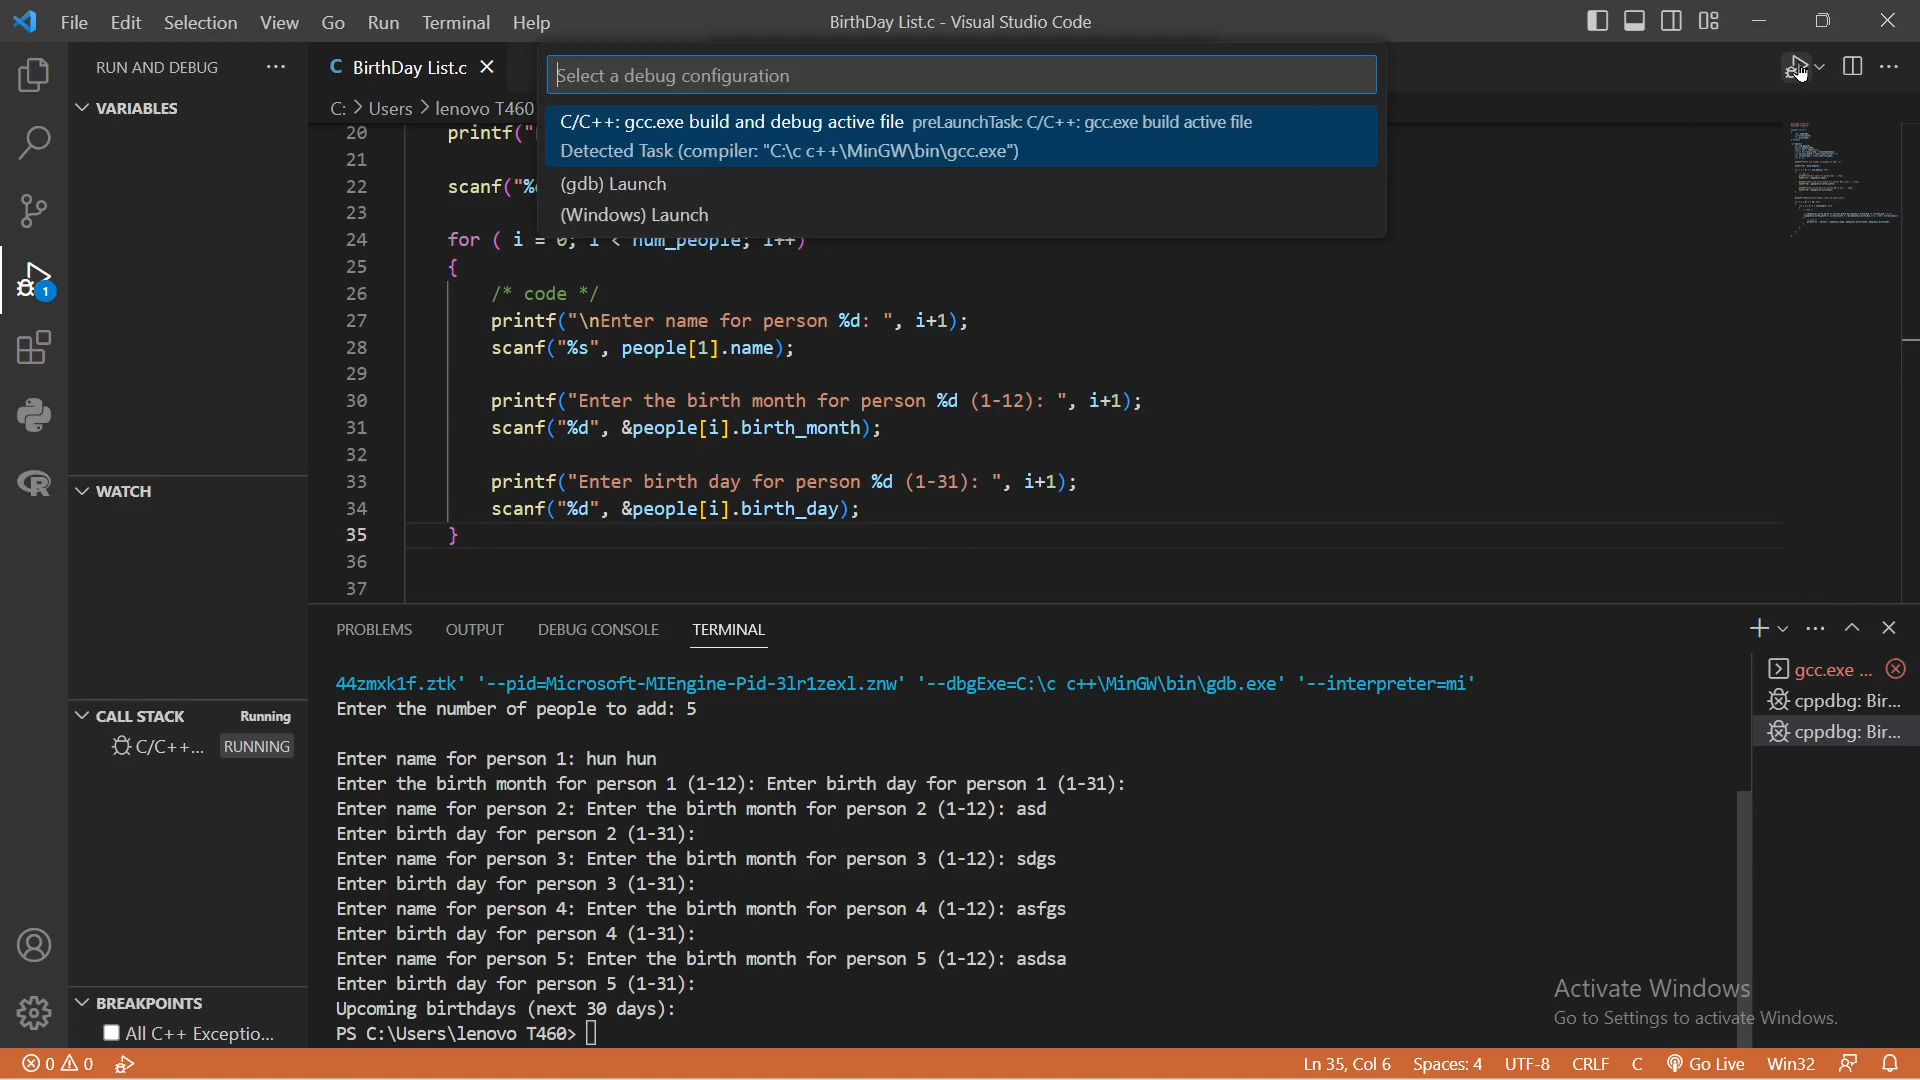 File Edit Selection View Go Run Terminal Help
BirthDay List.c - Visual Studio Code
RUN AND DEBUG
VARIABLES
WATCH
CALL STACK Running
C/C++... RUNNING
BREAKPOINTS
All C++ Exceptio...
C BirthDay List.c
C: > Users > lenovo T460
Select a debug configuration
C/C++: gcc.exe build and debug active file preLaunchTask: C/C++: gcc.exe build active file
Detected Task (compiler: "C:\c c++\MinGW\bin\gcc.exe")
(gdb) Launch
(Windows) Launch
20 printf("
21
22 scanf("%
23
24 for ( i = 0; i < num_people; i++)
25 {
26 /* code */
27 printf("\nEnter name for person %d: ", i+1);
28 scanf("%s", people[1].name);
29
30 printf("Enter the birth month for person %d (1-12): ", i+1);
31 scanf("%d", &people[i].birth_month);
32
33 printf("Enter birth day for person %d (1-31): ", i+1);
34 scanf("%d", &people[i].birth_day);
35 }
36
37
PROBLEMS OUTPUT DEBUG CONSOLE TERMINAL
44zmxk1f.ztk' '--pid=Microsoft-MIEngine-Pid-3lr1zexl.znw' '--dbgExe=C:\c c++\MinGW\bin\gdb.exe' '--interpreter=mi'
Enter the number of people to add: 5
Enter name for person 1: hun hun
Enter the birth month for person 1 (1-12): Enter birth day for person 1 (1-31):
Enter name for person 2: Enter the birth month for person 2 (1-12): asd
Enter birth day for person 2 (1-31):
Enter name for person 3: Enter the birth month for person 3 (1-12): sdgs
Enter birth day for person 3 (1-31):
Enter name for person 4: Enter the birth month for person 4 (1-12): asfgs
Enter birth day for person 4 (1-31):
Enter name for person 5: Enter the birth month for person 5 (1-12): asdsa
Enter birth day for person 5 (1-31):
Upcoming birthdays (next 30 days):
PS C:\Users\lenovo T460>
gcc.exe ...
cppdbg: Bir...
cppdbg: Bir...
Activate Windows
Go to Settings to activate Windows.
1
0 0
Ln 35, Col 6 Spaces: 4 UTF-8 CRLF C Go Live Win32